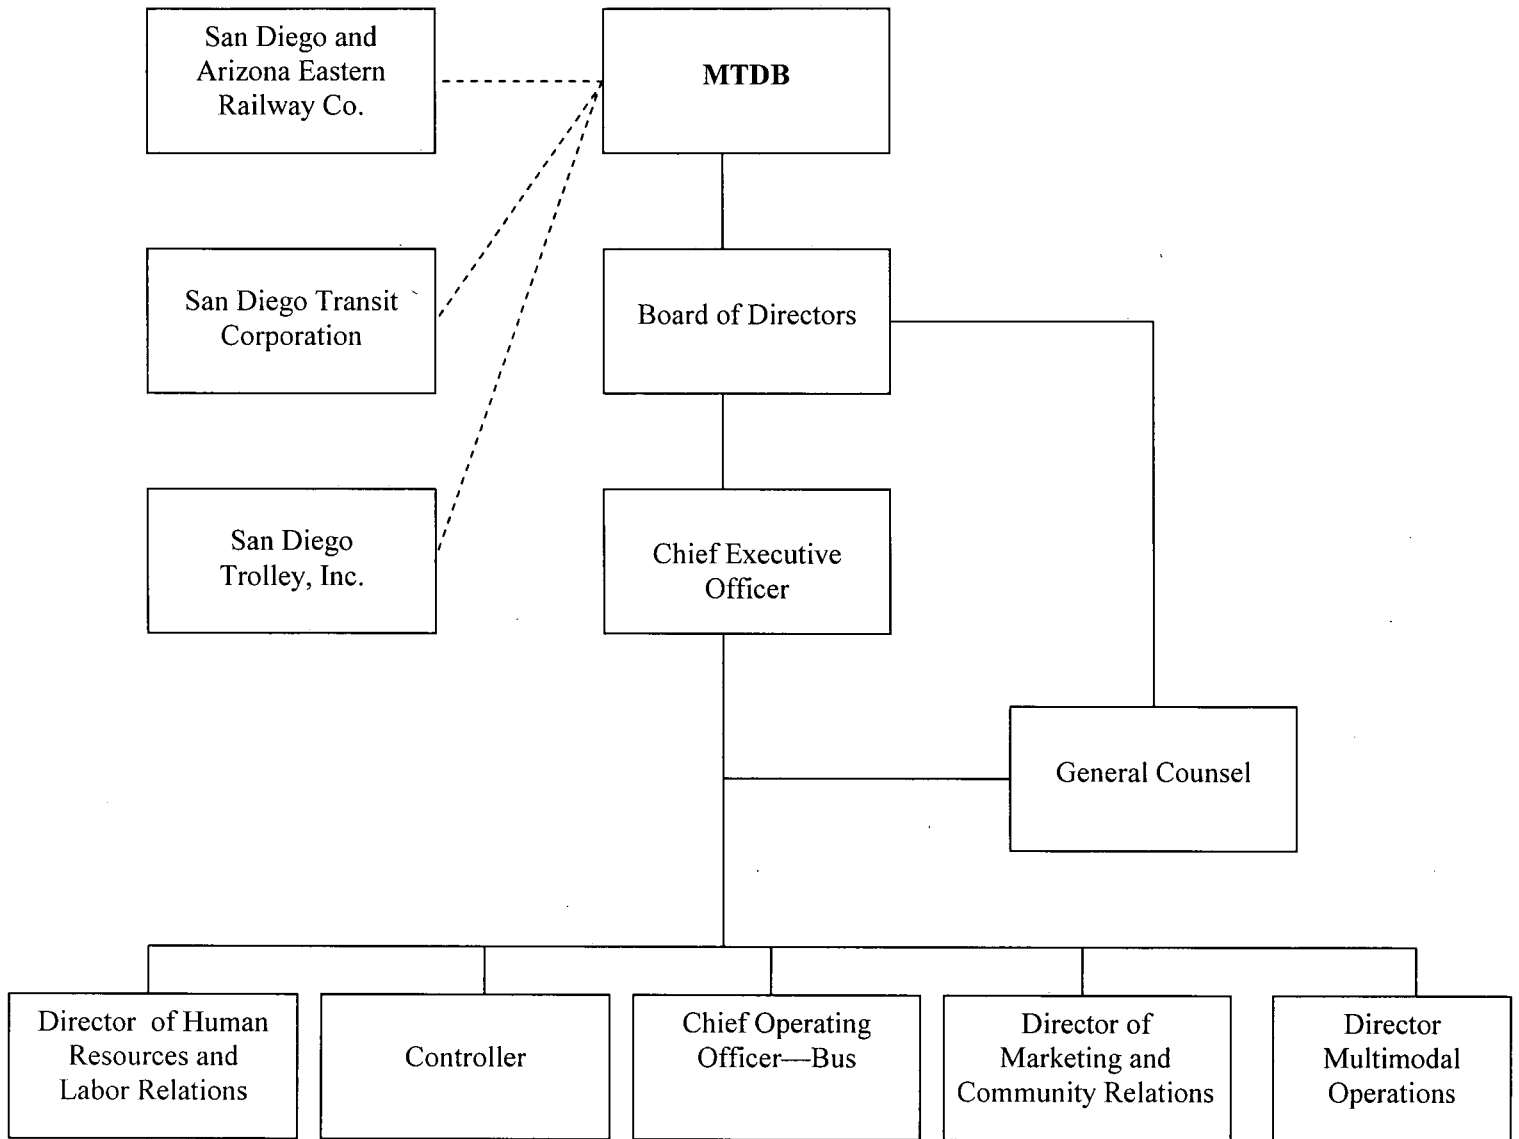 San Diego and
Arizona Eastern
Railway Co.
MTDB
San Diego Transit
Corporation
Board of Directors
San Diego
Trolley, Inc.
Chief Executive
Officer
General Counsel
Director of Human
Resources and
Labor Relations
Controller
Chief Operating
Officer—Bus
Director of
Marketing and
Community Relations
Director
Multimodal
Operations